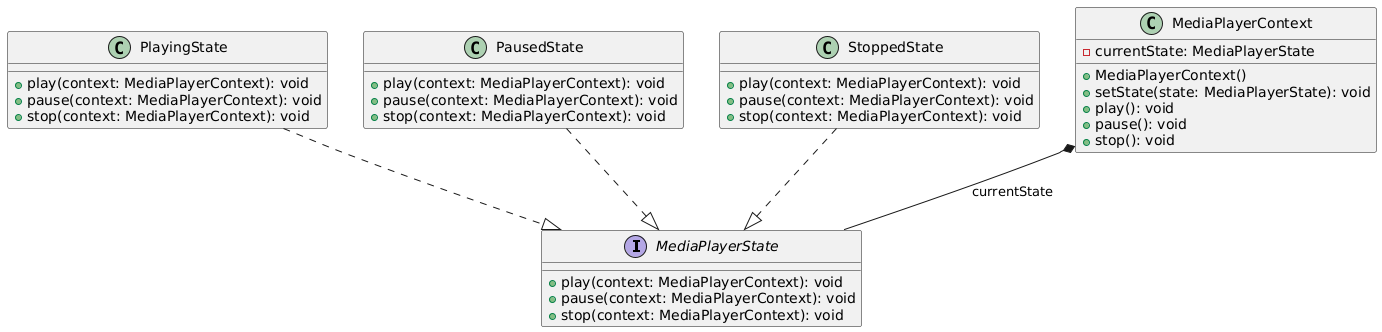 C PlayingState
play(context: MediaPlayerContext): void
pause(context: MediaPlayerContext): void
stop(context: MediaPlayerContext): void
C PausedState
play(context: MediaPlayerContext): void
pause(context: MediaPlayerContext): void
stop(context: MediaPlayerContext): void
C StoppedState
play(context: MediaPlayerContext): void
pause(context: MediaPlayerContext): void
stop(context: MediaPlayerContext): void
C MediaPlayerContext
currentState: MediaPlayerState
MediaPlayerContext()
setState(state: MediaPlayerState): void
play(): void
pause(): void
stop(): void
currentState
I MediaPlayerState
play(context: MediaPlayerContext): void
pause(context: MediaPlayerContext): void
stop(context: MediaPlayerContext): void